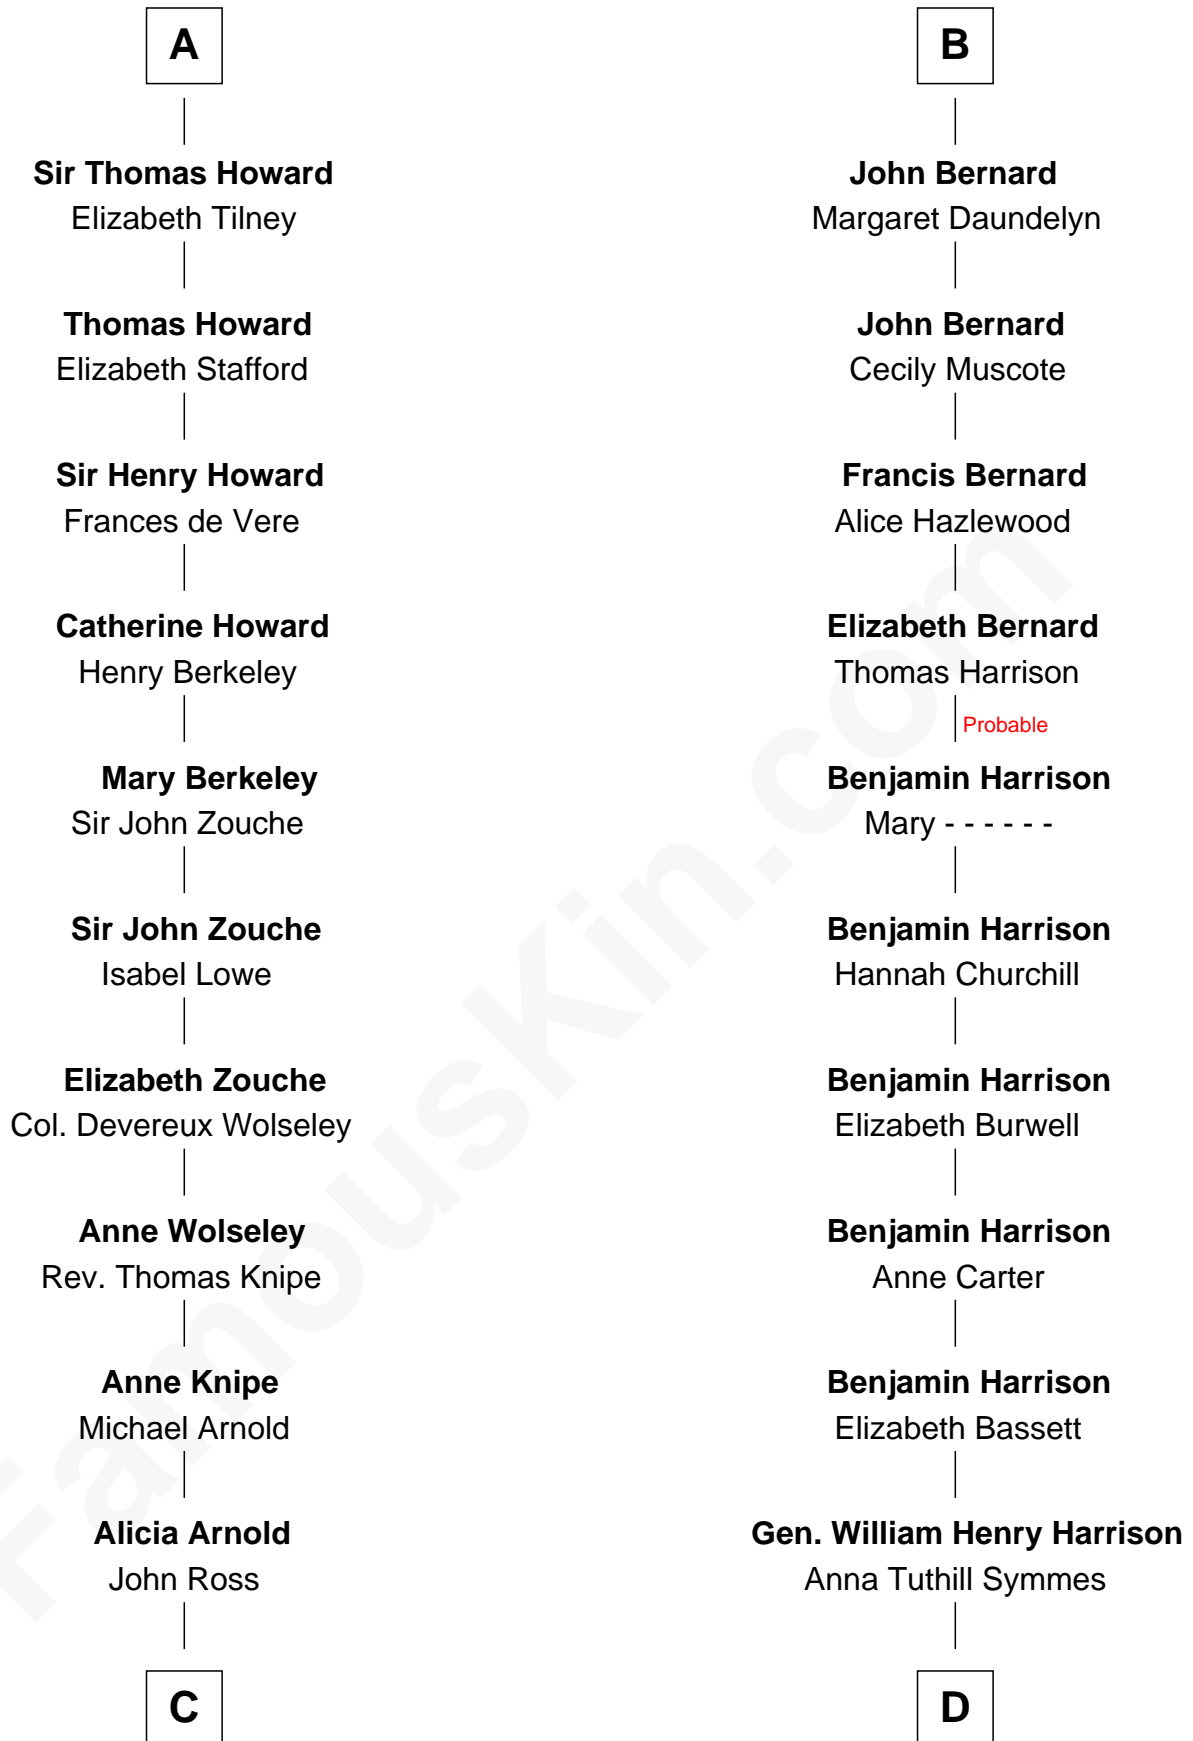 A
Sir Thomas Howard
Elizabeth Tilney
Thomas Howard
Elizabeth Stafford
Sir Henry Howard
Frances de Vere
Catherine Howard
Henry Berkeley
Mary Berkeley
Sir John Zouche
Sir John Zouche
Isabel Lowe
Elizabeth Zouche
Col. Devereux Wolseley
Anne Wolseley
Rev. Thomas Knipe
Anne Knipe
Michael Arnold
Alicia Arnold
John Ross
C
B
John Bernard
Margaret Daundelyn
John Bernard
Cecily Muscote
Francis Bernard
Alice Hazlewood
Elizabeth Bernard
Thomas Harrison
Probable
Benjamin Harrison
Mary - - - - - -
Benjamin Harrison
Hannah Churchill
Benjamin Harrison
Elizabeth Burwell
Benjamin Harrison
Anne Carter
Benjamin Harrison
Elizabeth Bassett
Gen. William Henry Harrison
Anna Tuthill Symmes
D
FamousKin.com